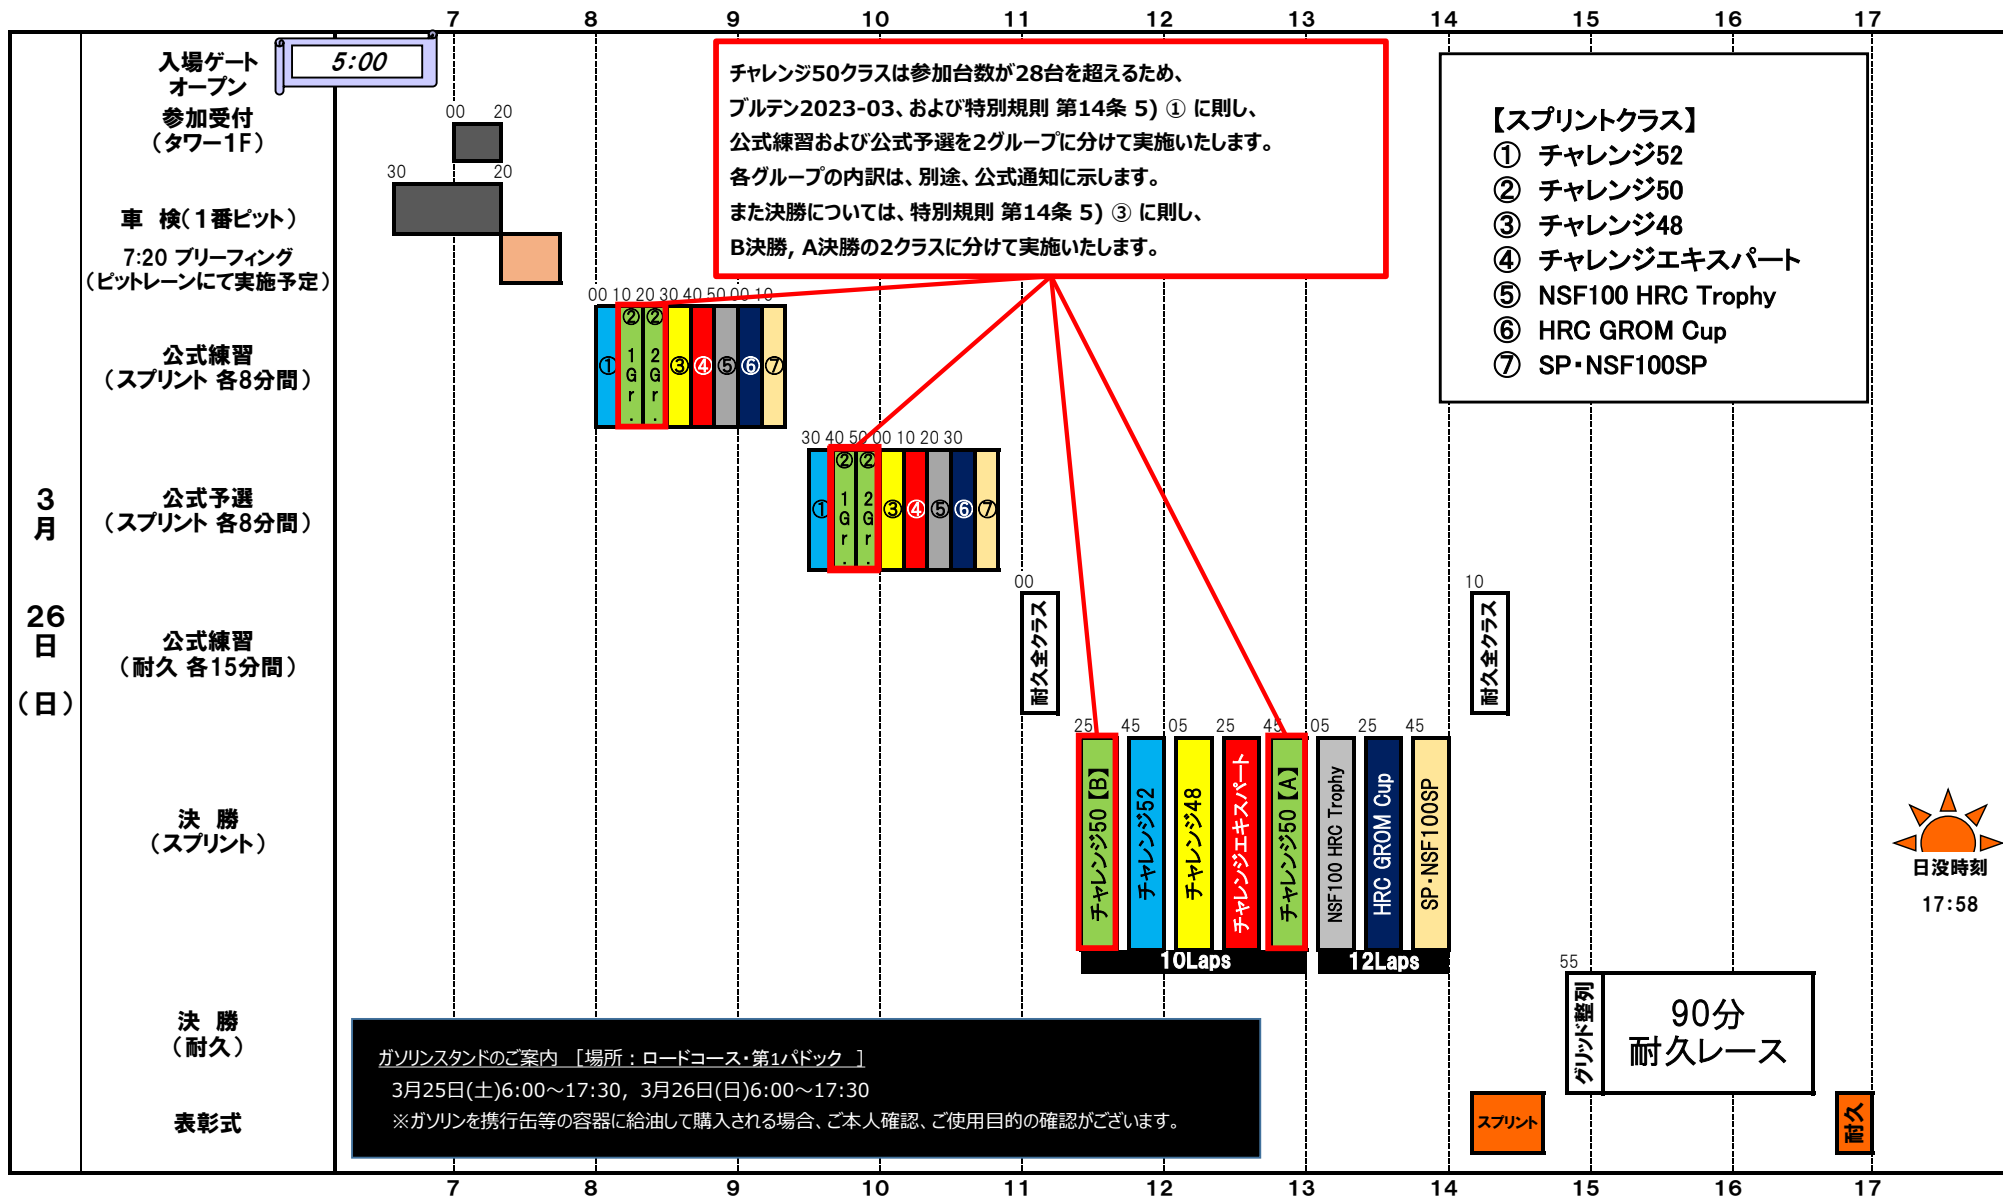 7 8 9 10 11 12 13 14 15 16 17
入場ゲート
オープン
5:00
参加受付
(タワー1F)
00 20
車 検(1番ピット)
30 20
7:20 ブリーフィング
(ピットレーンにて実施予定)
チャレンジ50クラスは参加台数が28台を超えるため、
ブルテン2023-03、および特別規則 第14条 5) ① に則し、
公式練習および公式予選を2グループに分けて実施いたします。
各グループの内訳は、別途、公式通知に示します。
また決勝については、特別規則 第14条 5) ③ に則し、
B決勝, A決勝の2クラスに分けて実施いたします。
【スプリントクラス】
① チャレンジ52
② チャレンジ50
③ チャレンジ48
④ チャレンジエキスパート
⑤ NSF100 HRC Trophy
⑥ HRC GROM Cup
⑦ SP・NSF100SP
3月26日(日)
公式練習
(スプリント 各8分間)
00 10 20 30 40 50 00 10
① ②1Gr. ②2Gr. ③ ④ ⑤ ⑥ ⑦
公式予選
(スプリント 各8分間)
30 40 50 00 10 20 30
① ②1Gr. ②2Gr. ③ ④ ⑤ ⑥ ⑦
公式練習
(耐久 各15分間)
00 10
耐久全クラス
耐久全クラス
決 勝
(スプリント)
25 45 05 25 45 05 25 45
チャレンジ50【B】
チャレンジ52
チャレンジ48
チャレンジエキスパート
チャレンジ50【A】
NSF100 HRC Trophy
HRC GROM Cup
SP・NSF100SP
10Laps 12Laps
日没時刻
17:58
決 勝
(耐久)
55
グリッド整列
90分
耐久レース
ガソリンスタンドのご案内 [場所:ロードコース・第1パドック ]
3月25日(土)6:00~17:30, 3月26日(日)6:00~17:30
※ガソリンを携行缶等の容器に給油して購入される場合、ご本人確認、ご使用目的の確認がございます。
表彰式
スプリント
耐久
7 8 9 10 11 12 13 14 15 16 17